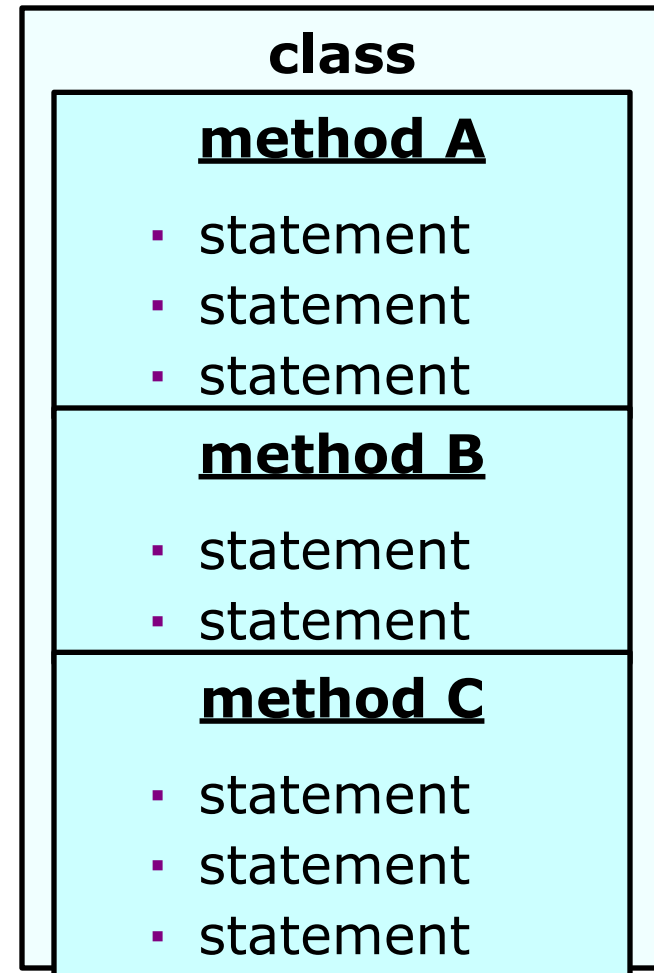 class
method A
▪ statement
▪ statement
▪ statement
method B
▪ statement
▪ statement
method C
▪ statement
▪ statement
▪ statement